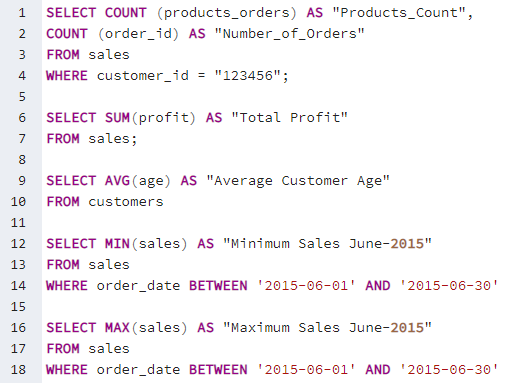 1 SELECT COUNT (products_orders) AS "Products_Count",
2 COUNT (order_id) AS "Number_of_Orders"
3 FROM sales
4 WHERE customer_id = "123456";
5
6 SELECT SUM(profit) AS "Total Profit"
7 FROM sales;
8
9 SELECT AVG(age) AS "Average Customer Age"
10 FROM customers
11
12 SELECT MIN(sales) AS "Minimum Sales June-2015"
13 FROM sales
14 WHERE order_date BETWEEN '2015-06-01' AND '2015-06-30'
15
16 SELECT MAX(sales) AS "Maximum Sales June-2015"
17 FROM sales
18 WHERE order_date BETWEEN '2015-06-01' AND '2015-06-30'